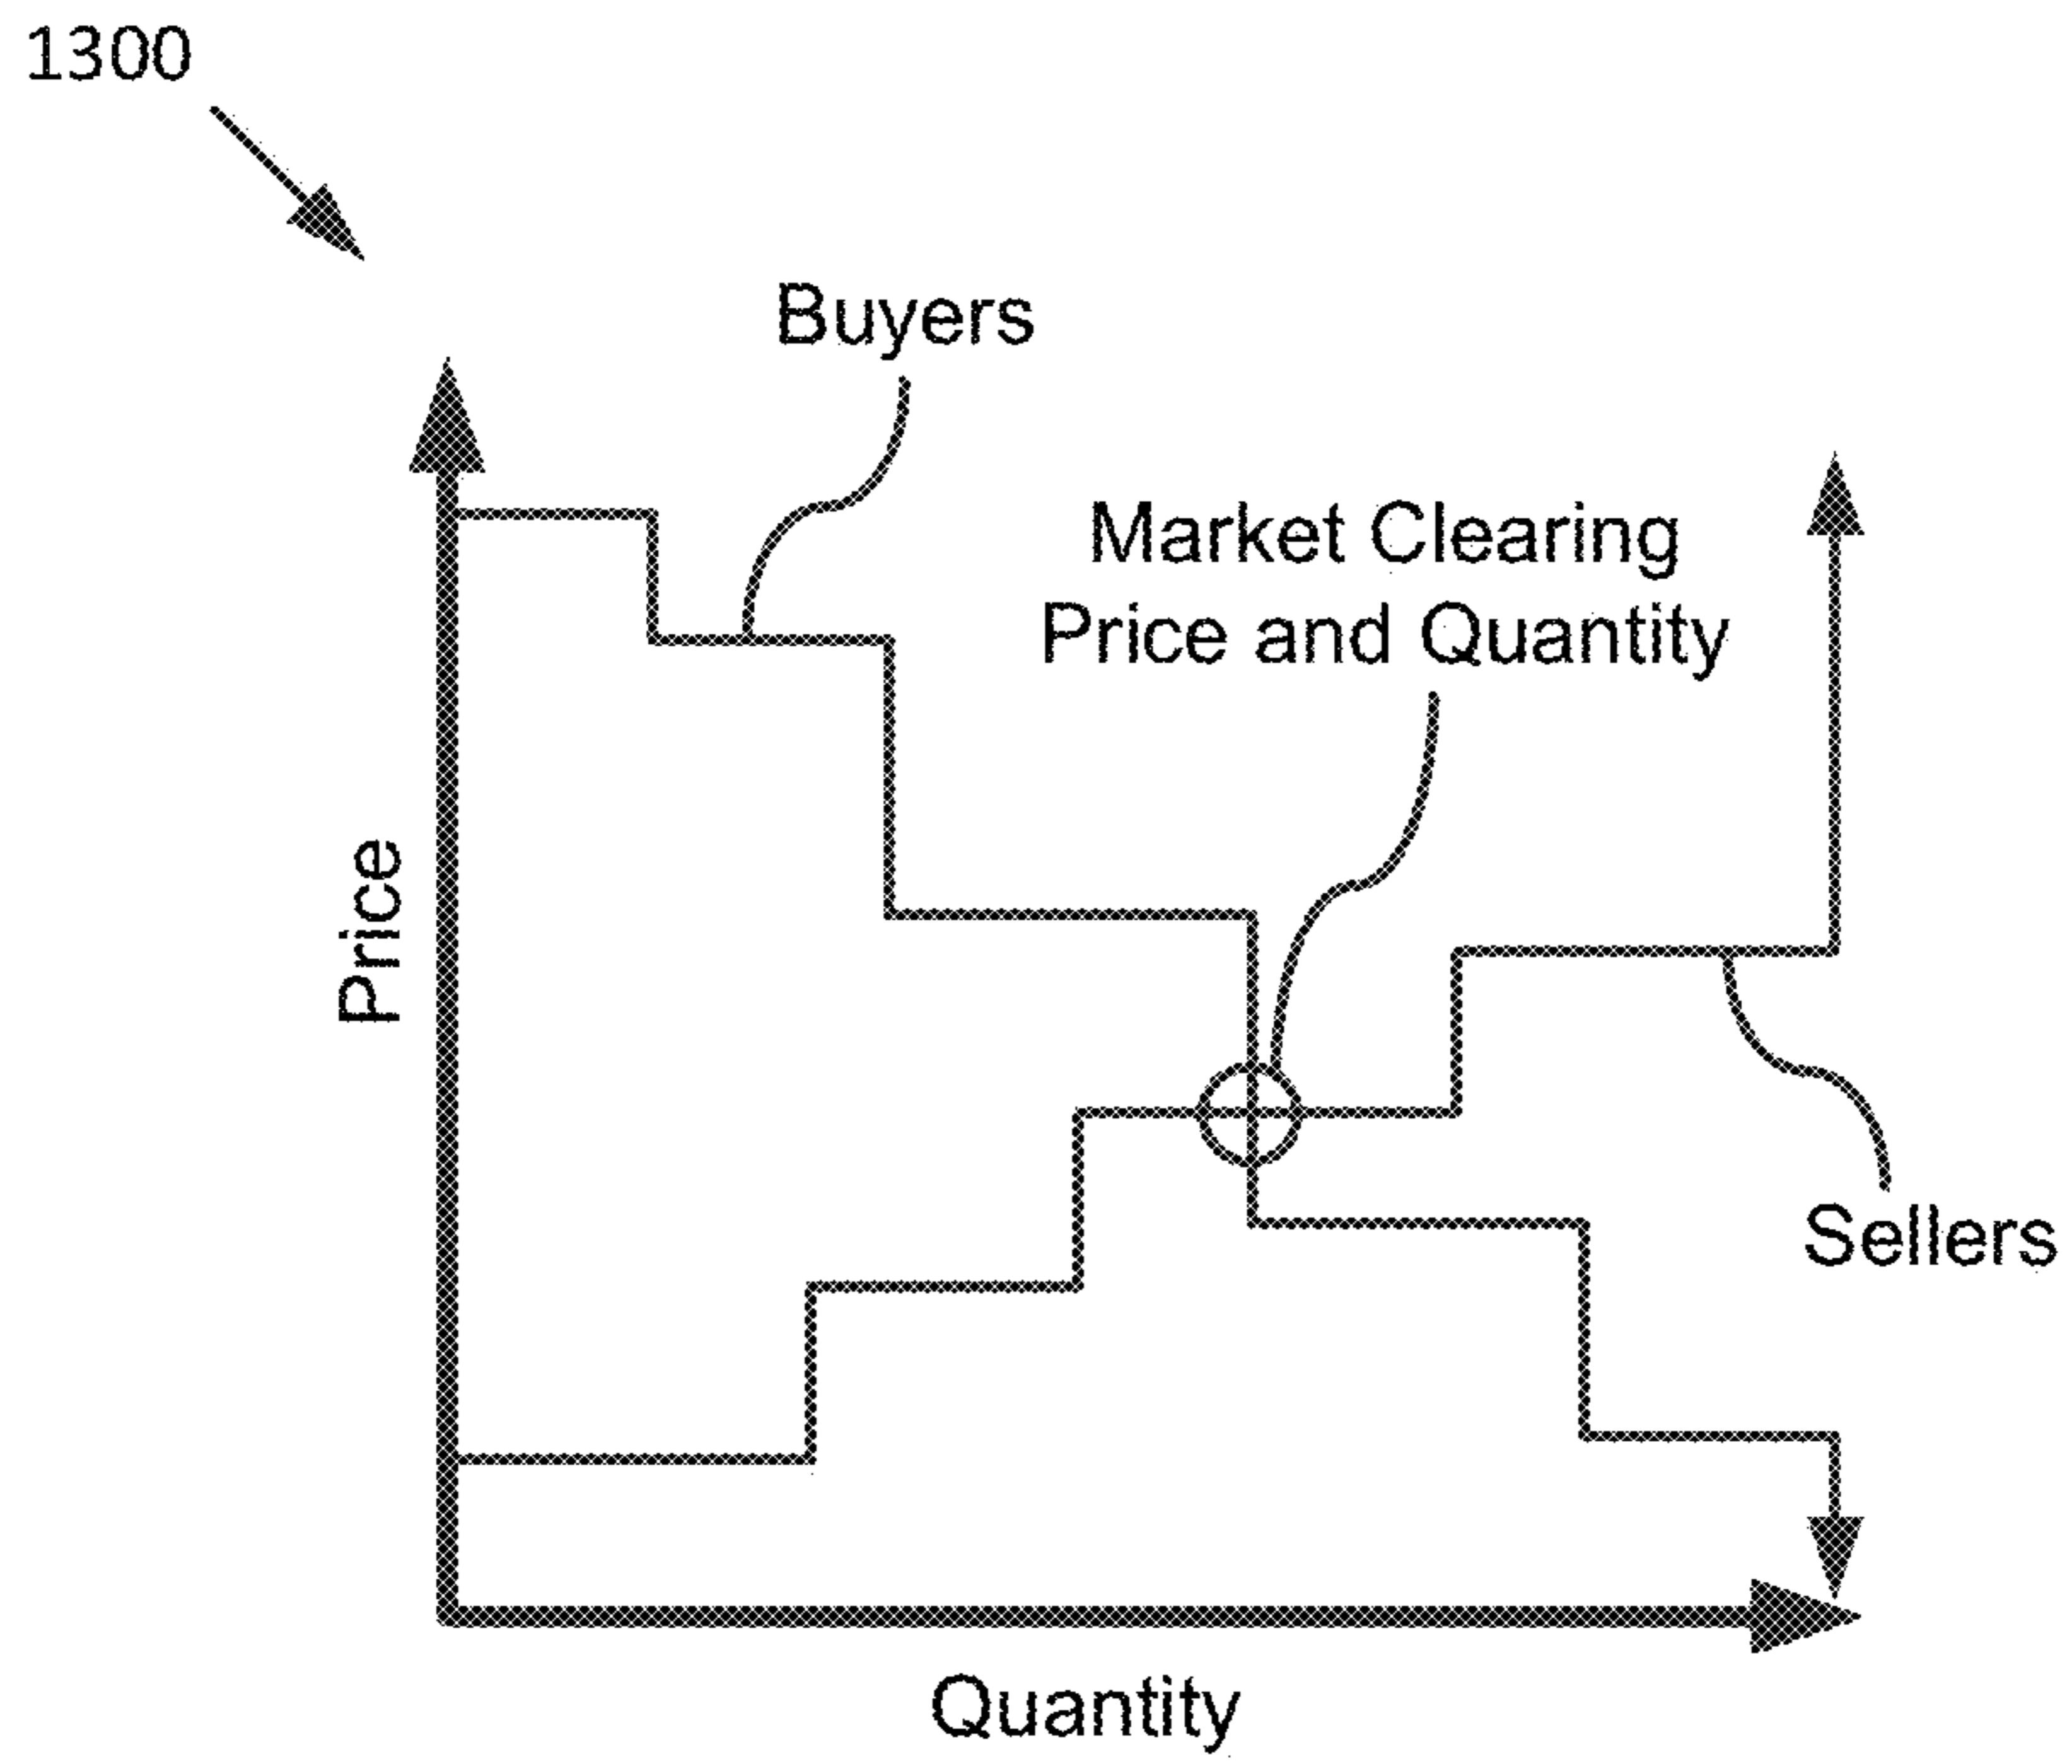 1300
Buyers
Market Clearing
Price and Quantity
Price
Sellers
Quantity